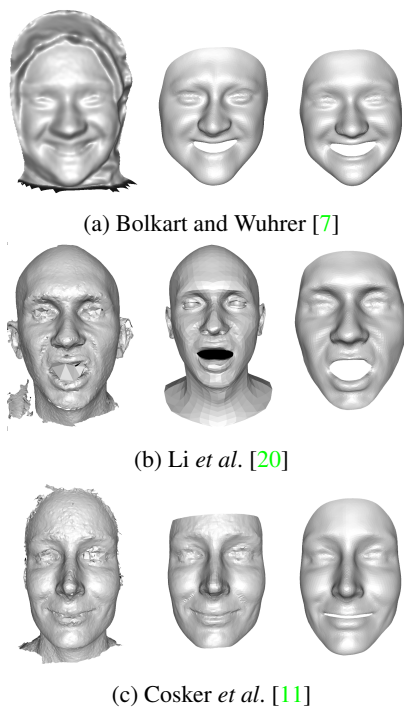 (a) Bolkart and Wuhrer [7]
(b) Li et al. [20]
(c) Cosker et al. [11]